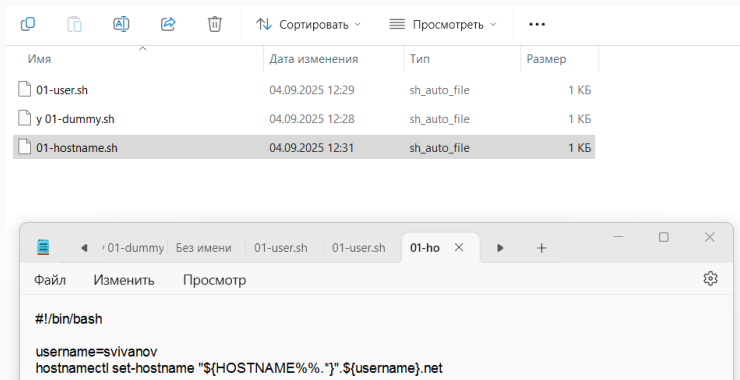 Сортировать
Просмотреть
Имя Дата изменения Тип Размер
01-user.sh 04.09.2025 12:29 sh_auto_file 1 КБ
y 01-dummy.sh 04.09.2025 12:28 sh_auto_file 1 КБ
01-hostname.sh 04.09.2025 12:31 sh_auto_file 1 КБ
01-dummy Без имени 01-user.sh 01-user.sh 01-ho
Файл Изменить Просмотр
#!/bin/bash
username=svivanov
hostnamectl set-hostname "${HOSTNAME%%.*}".${username}.net